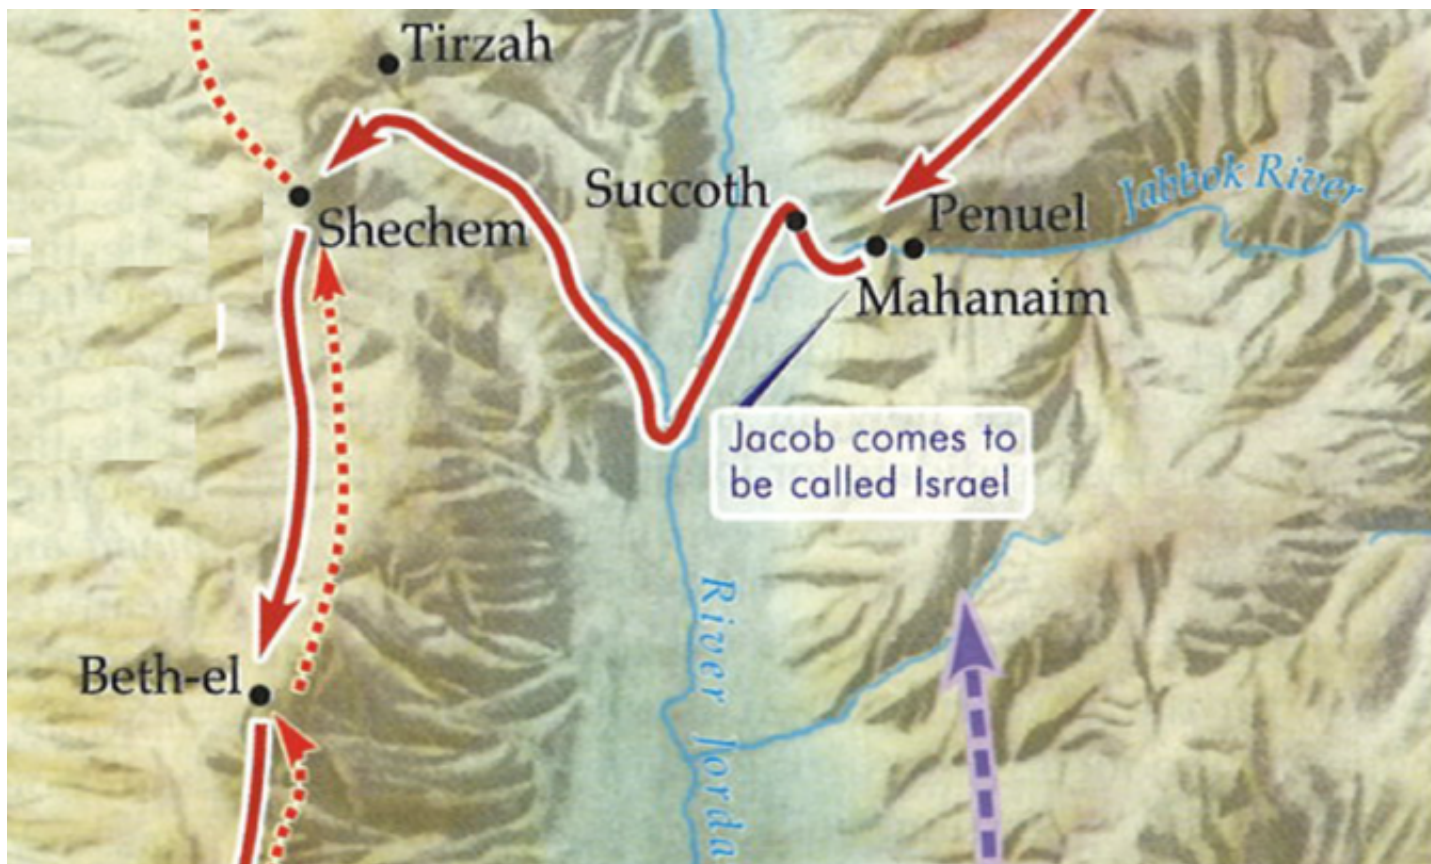 Tirzah
Succoth
Jabbok River
Penuel
Shechem
Mahanaim
Jacob comes to
be called Israel
River Jorda
Beth-el